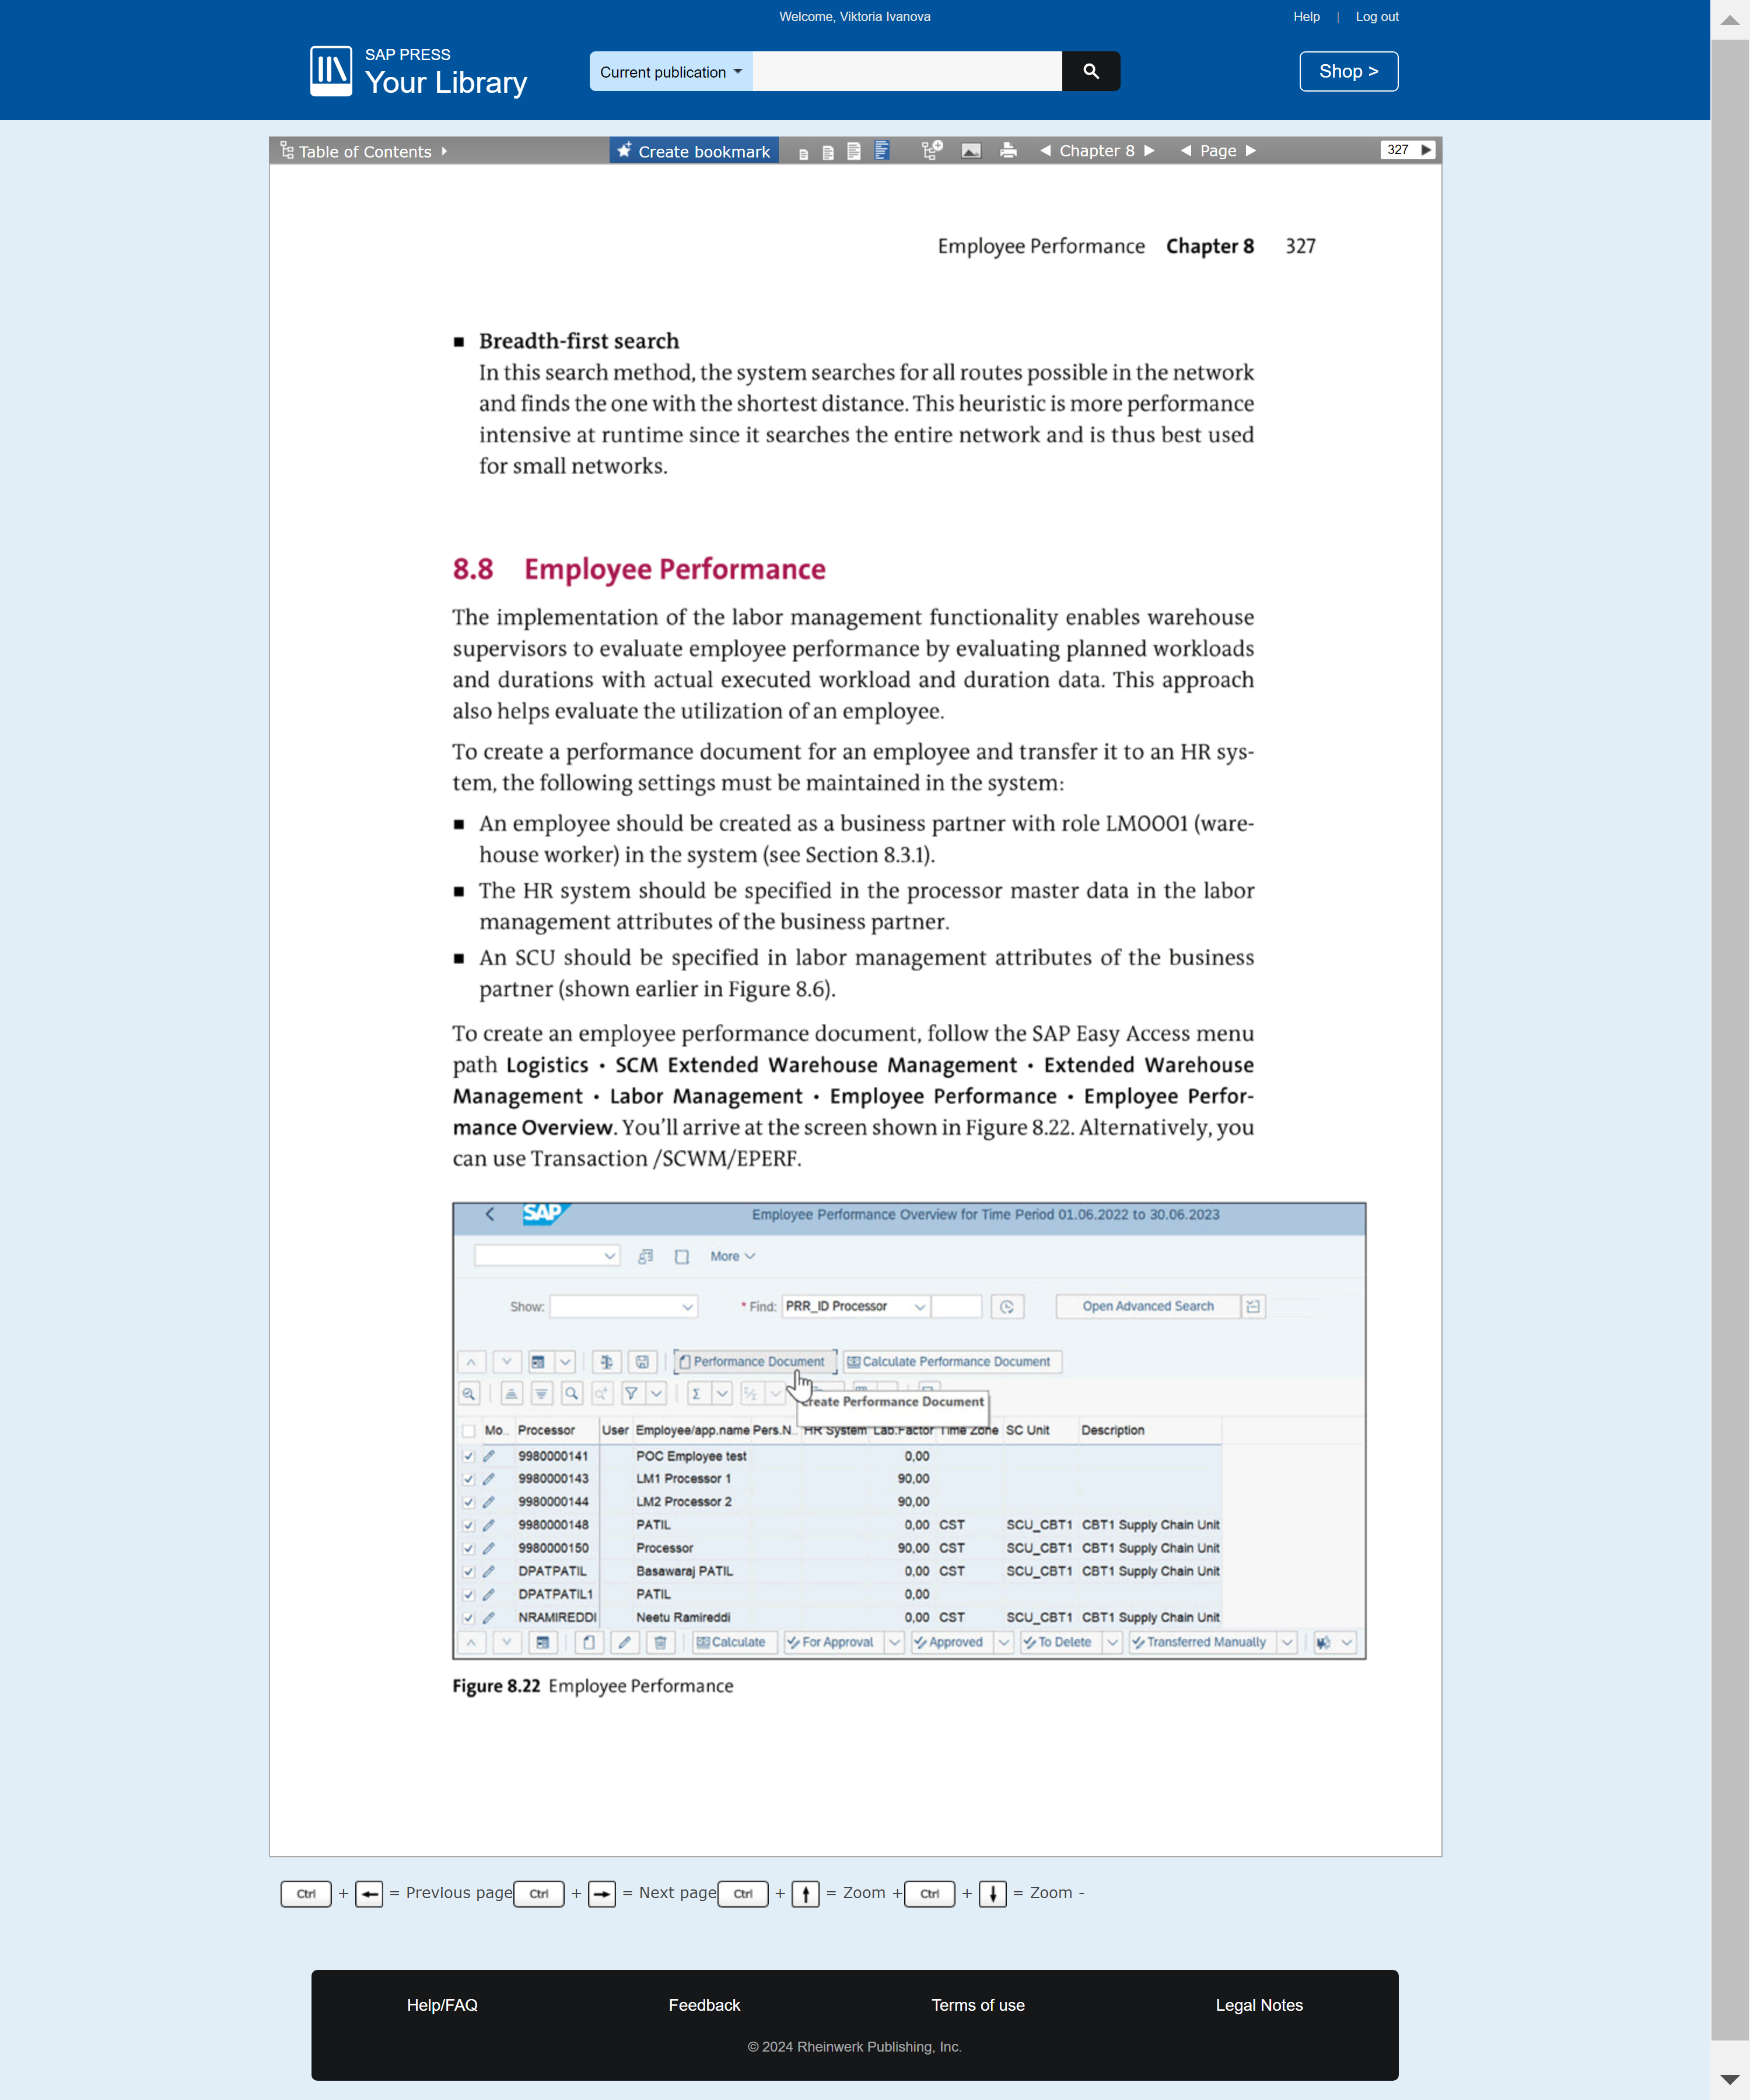 Welcome, Viktoria Ivanova
Help | Log out
SAP PRESS
Your Library
Current publication
Shop >
Table of Contents
Create bookmark
Chapter 8
Page
327
Employee Performance Chapter 8 327
■ Breadth-first search
In this search method, the system searches for all routes possible in the network
and finds the one with the shortest distance. This heuristic is more performance
intensive at runtime since it searches the entire network and is thus best used
for small networks.
8.8 Employee Performance
The implementation of the labor management functionality enables warehouse
supervisors to evaluate employee performance by evaluating planned workloads
and durations with actual executed workload and duration data. This approach
also helps evaluate the utilization of an employee.
To create a performance document for an employee and transfer it to an HR sys-
tem, the following settings must be maintained in the system:
■ An employee should be created as a business partner with role LM0001 (ware-
house worker) in the system (see Section 8.3.1).
■ The HR system should be specified in the processor master data in the labor
management attributes of the business partner.
■ An SCU should be specified in labor management attributes of the business
partner (shown earlier in Figure 8.6).
To create an employee performance document, follow the SAP Easy Access menu
path Logistics • SCM Extended Warehouse Management • Extended Warehouse
Management • Labor Management • Employee Performance • Employee Perfor-
mance Overview. You'll arrive at the screen shown in Figure 8.22. Alternatively, you
can use Transaction /SCWM/EPERF.
SAP Employee Performance Overview for Time Period 01.06.2022 to 30.06.2023
More
Show: * Find: PRR_ID Processor Open Advanced Search
Performance Document Calculate Performance Document
Create Performance Document
Mo.. Processor User Employee/app.name Pers.N... HR System Lab.Factor Time Zone SC Unit Description
9980000141 POC Employee test 0,00
9980000143 LM1 Processor 1 90,00
9980000144 LM2 Processor 2 90,00
9980000148 PATIL 0,00 CST SCU_CBT1 CBT1 Supply Chain Unit
9980000150 Processor 90,00 CST SCU_CBT1 CBT1 Supply Chain Unit
DPATPATIL Basawaraj PATIL 0,00 CST SCU_CBT1 CBT1 Supply Chain Unit
DPATPATIL1 PATIL 0,00
NRAMIREDDI Neetu Ramireddi 0,00 CST SCU_CBT1 CBT1 Supply Chain Unit
Calculate For Approval Approved To Delete Transferred Manually
Figure 8.22 Employee Performance
Ctrl + ← = Previous page Ctrl + → = Next page Ctrl + ↑ = Zoom + Ctrl + ↓ = Zoom -
Help/FAQ Feedback Terms of use Legal Notes
© 2024 Rheinwerk Publishing, Inc.